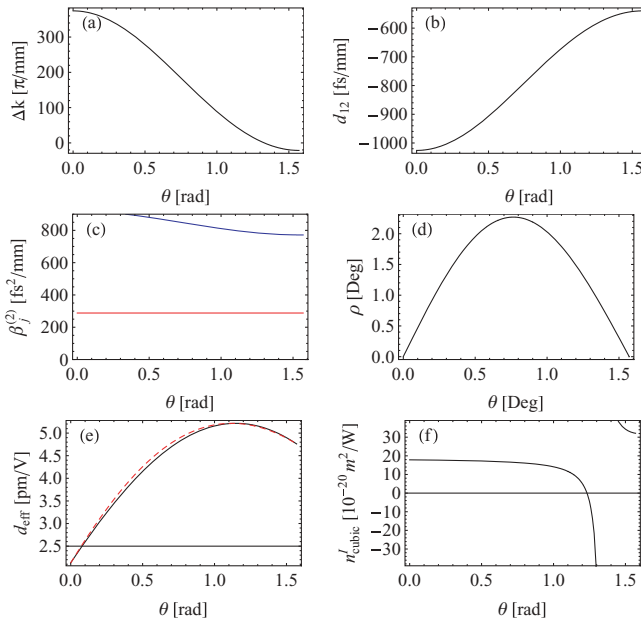 (a)
Δk [π/mm]
300
200
100
0
0.0 0.5 1.0 1.5
θ [rad]
(b)
d12 [fs/mm]
−600
−700
−800
−900
−1000
0.0 0.5 1.0 1.5
θ [rad]
(c)
βj(2) [fs2/mm]
800
600
400
200
0
0.0 0.5 1.0 1.5
θ [rad]
(d)
ρ [Deg]
2.0
1.5
1.0
0.5
0.0
0.0 0.5 1.0 1.5
θ [Deg]
(e)
deff [pm/V]
5.0
4.5
4.0
3.5
3.0
2.5
0.0 0.5 1.0 1.5
θ [rad]
(f)
nIcubic [10−20 m2/W]
30
20
10
0
−10
−20
−30
0.0 0.5 1.0 1.5
θ [rad]